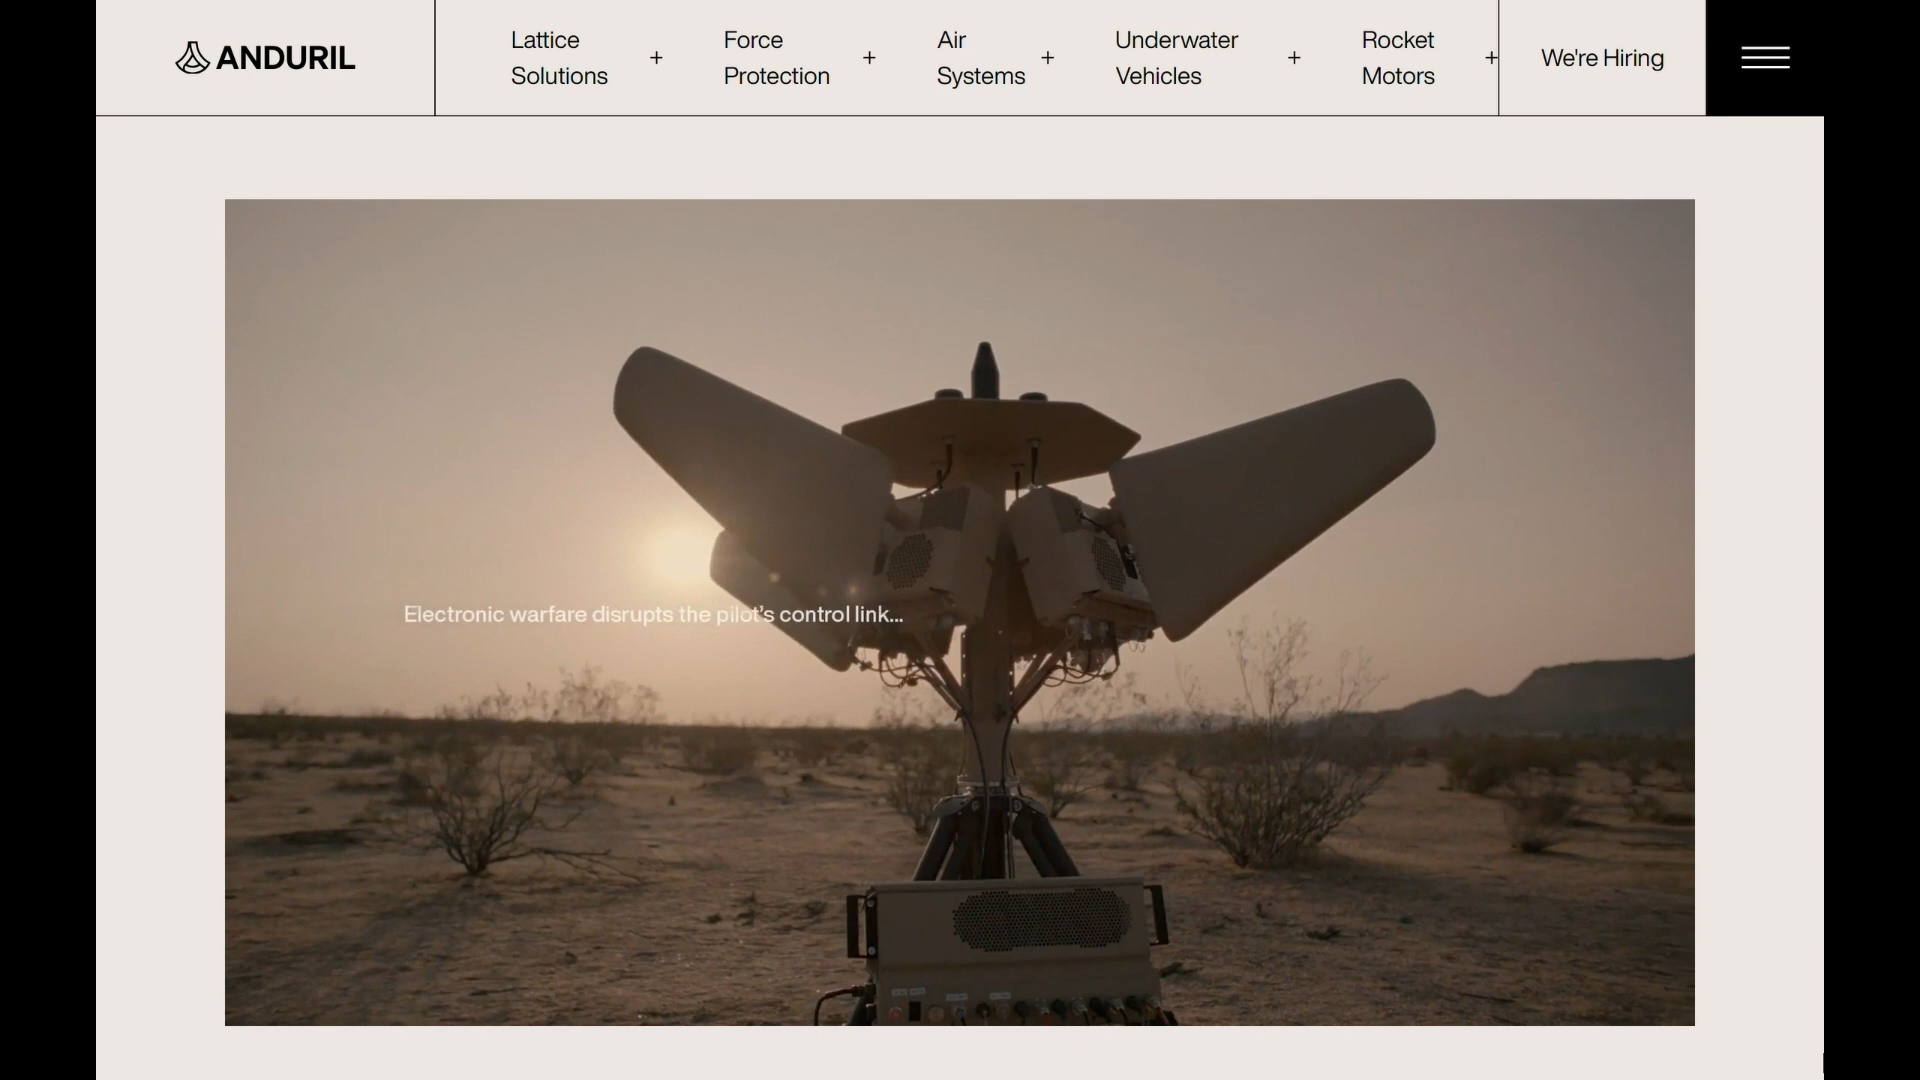 ANDURIL
Lattice
Solutions
+
Force
Protection
+
Air
Systems
+
Underwater
Vehicles
+
Rocket
Motors
+
We're Hiring
Electronic warfare disrupts the pilot's control link...